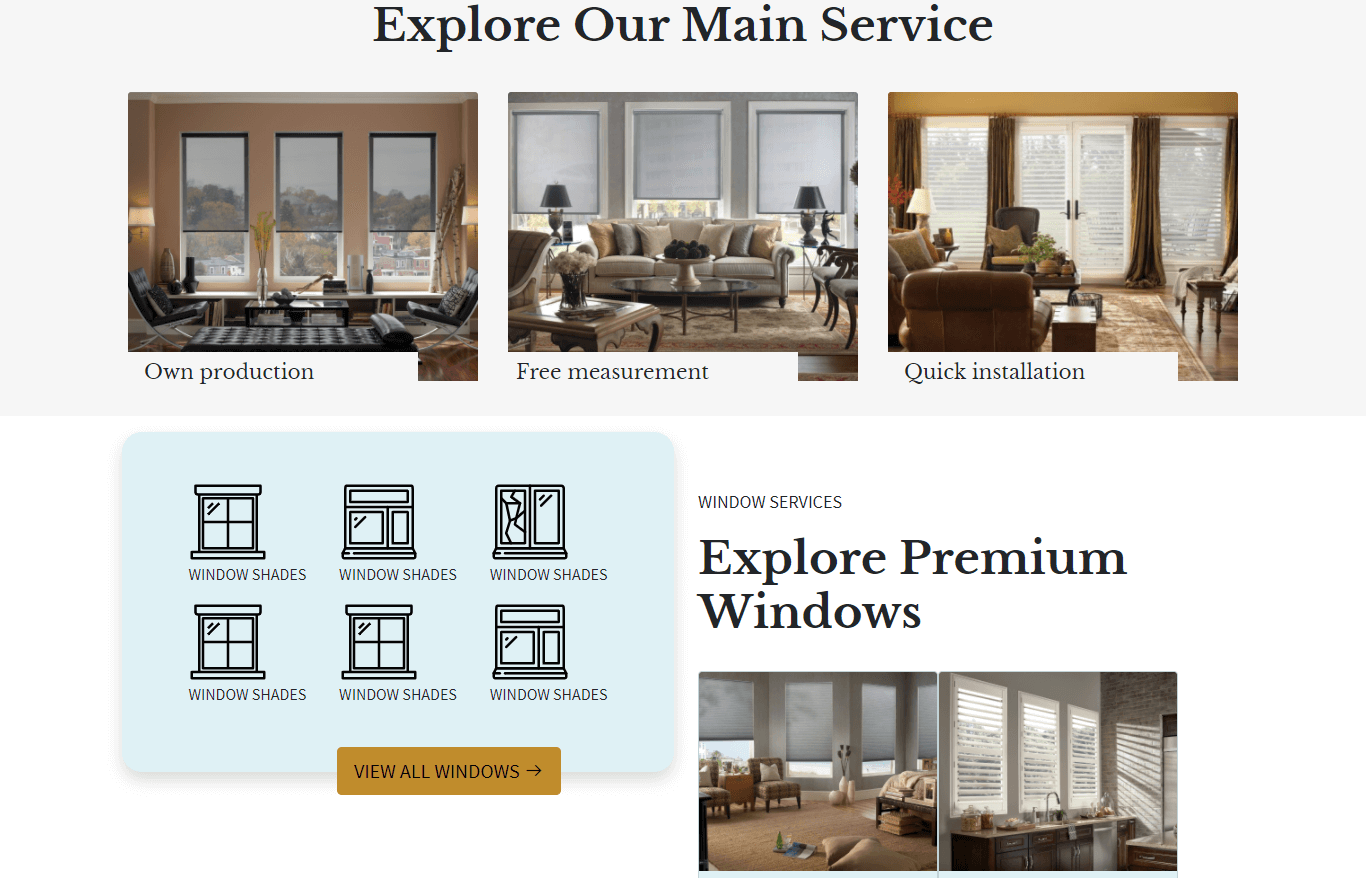 Explore Our Main Service
Own production
Free measurement
Quick installation
WINDOW SHADES
WINDOW SHADES
WINDOW SHADES
WINDOW SHADES
WINDOW SHADES
WINDOW SHADES
VIEW ALL WINDOWS →
WINDOW SERVICES
Explore Premium
Windows